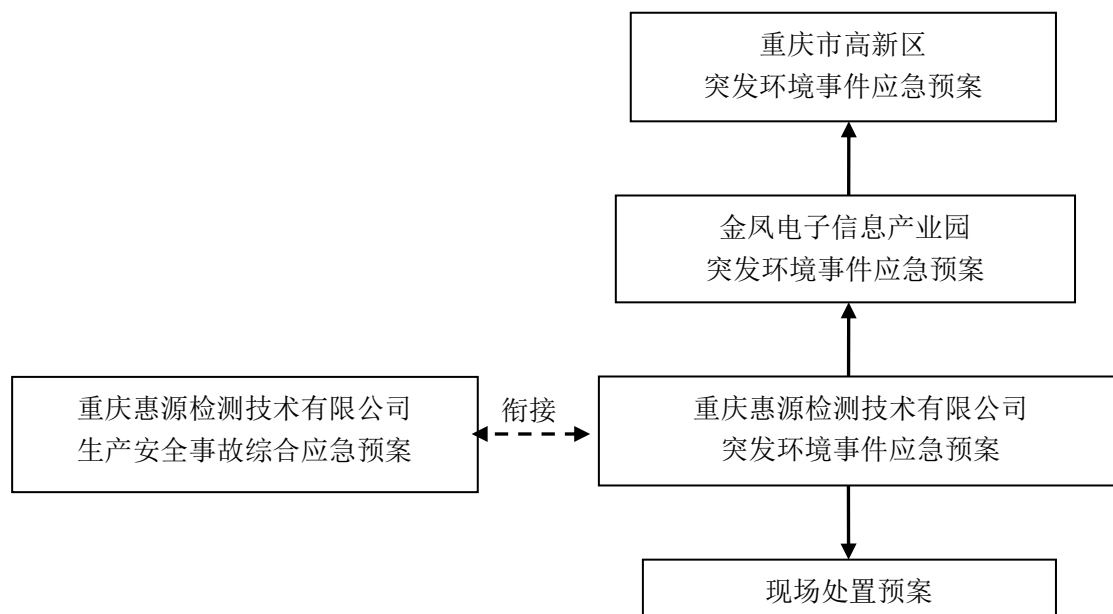 重庆市高新区
突发环境事件应急预案
金凤电子信息产业园
突发环境事件应急预案
重庆惠源检测技术有限公司
生产安全事故综合应急预案
衔接
重庆惠源检测技术有限公司
突发环境事件应急预案
现场处置预案